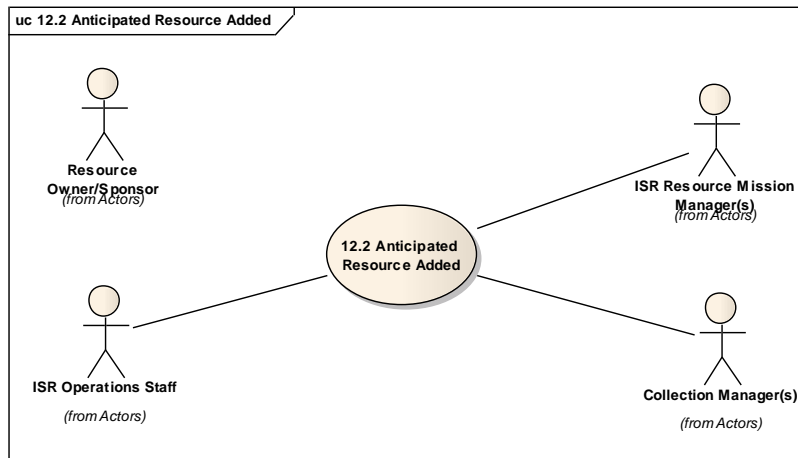 uc 12.2 Anticipated Resource Added
Resource
Owner/Sponsor
(from Actors)
ISR Resource Mission
Manager(s)
(from Actors)
12.2 Anticipated
Resource Added
ISR Operations Staff
(from Actors)
Collection Manager(s)
(from Actors)